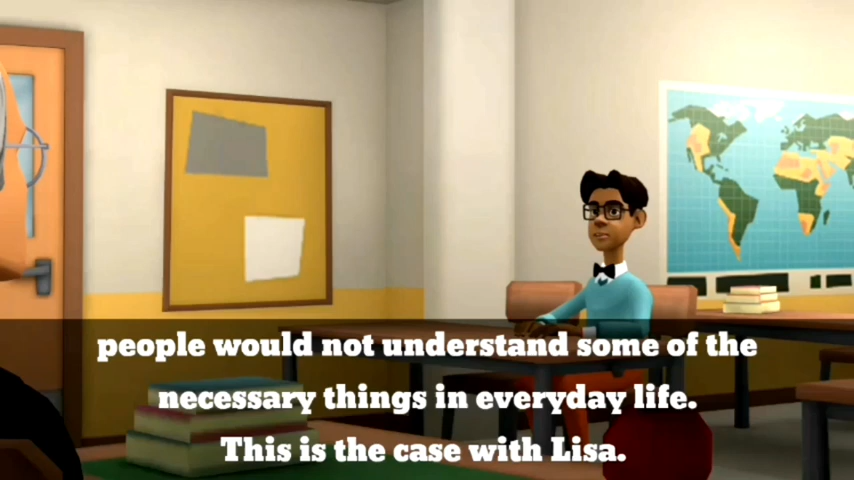 people would not understand some of the
necessary things in everyday life.
This is the case with Lisa.